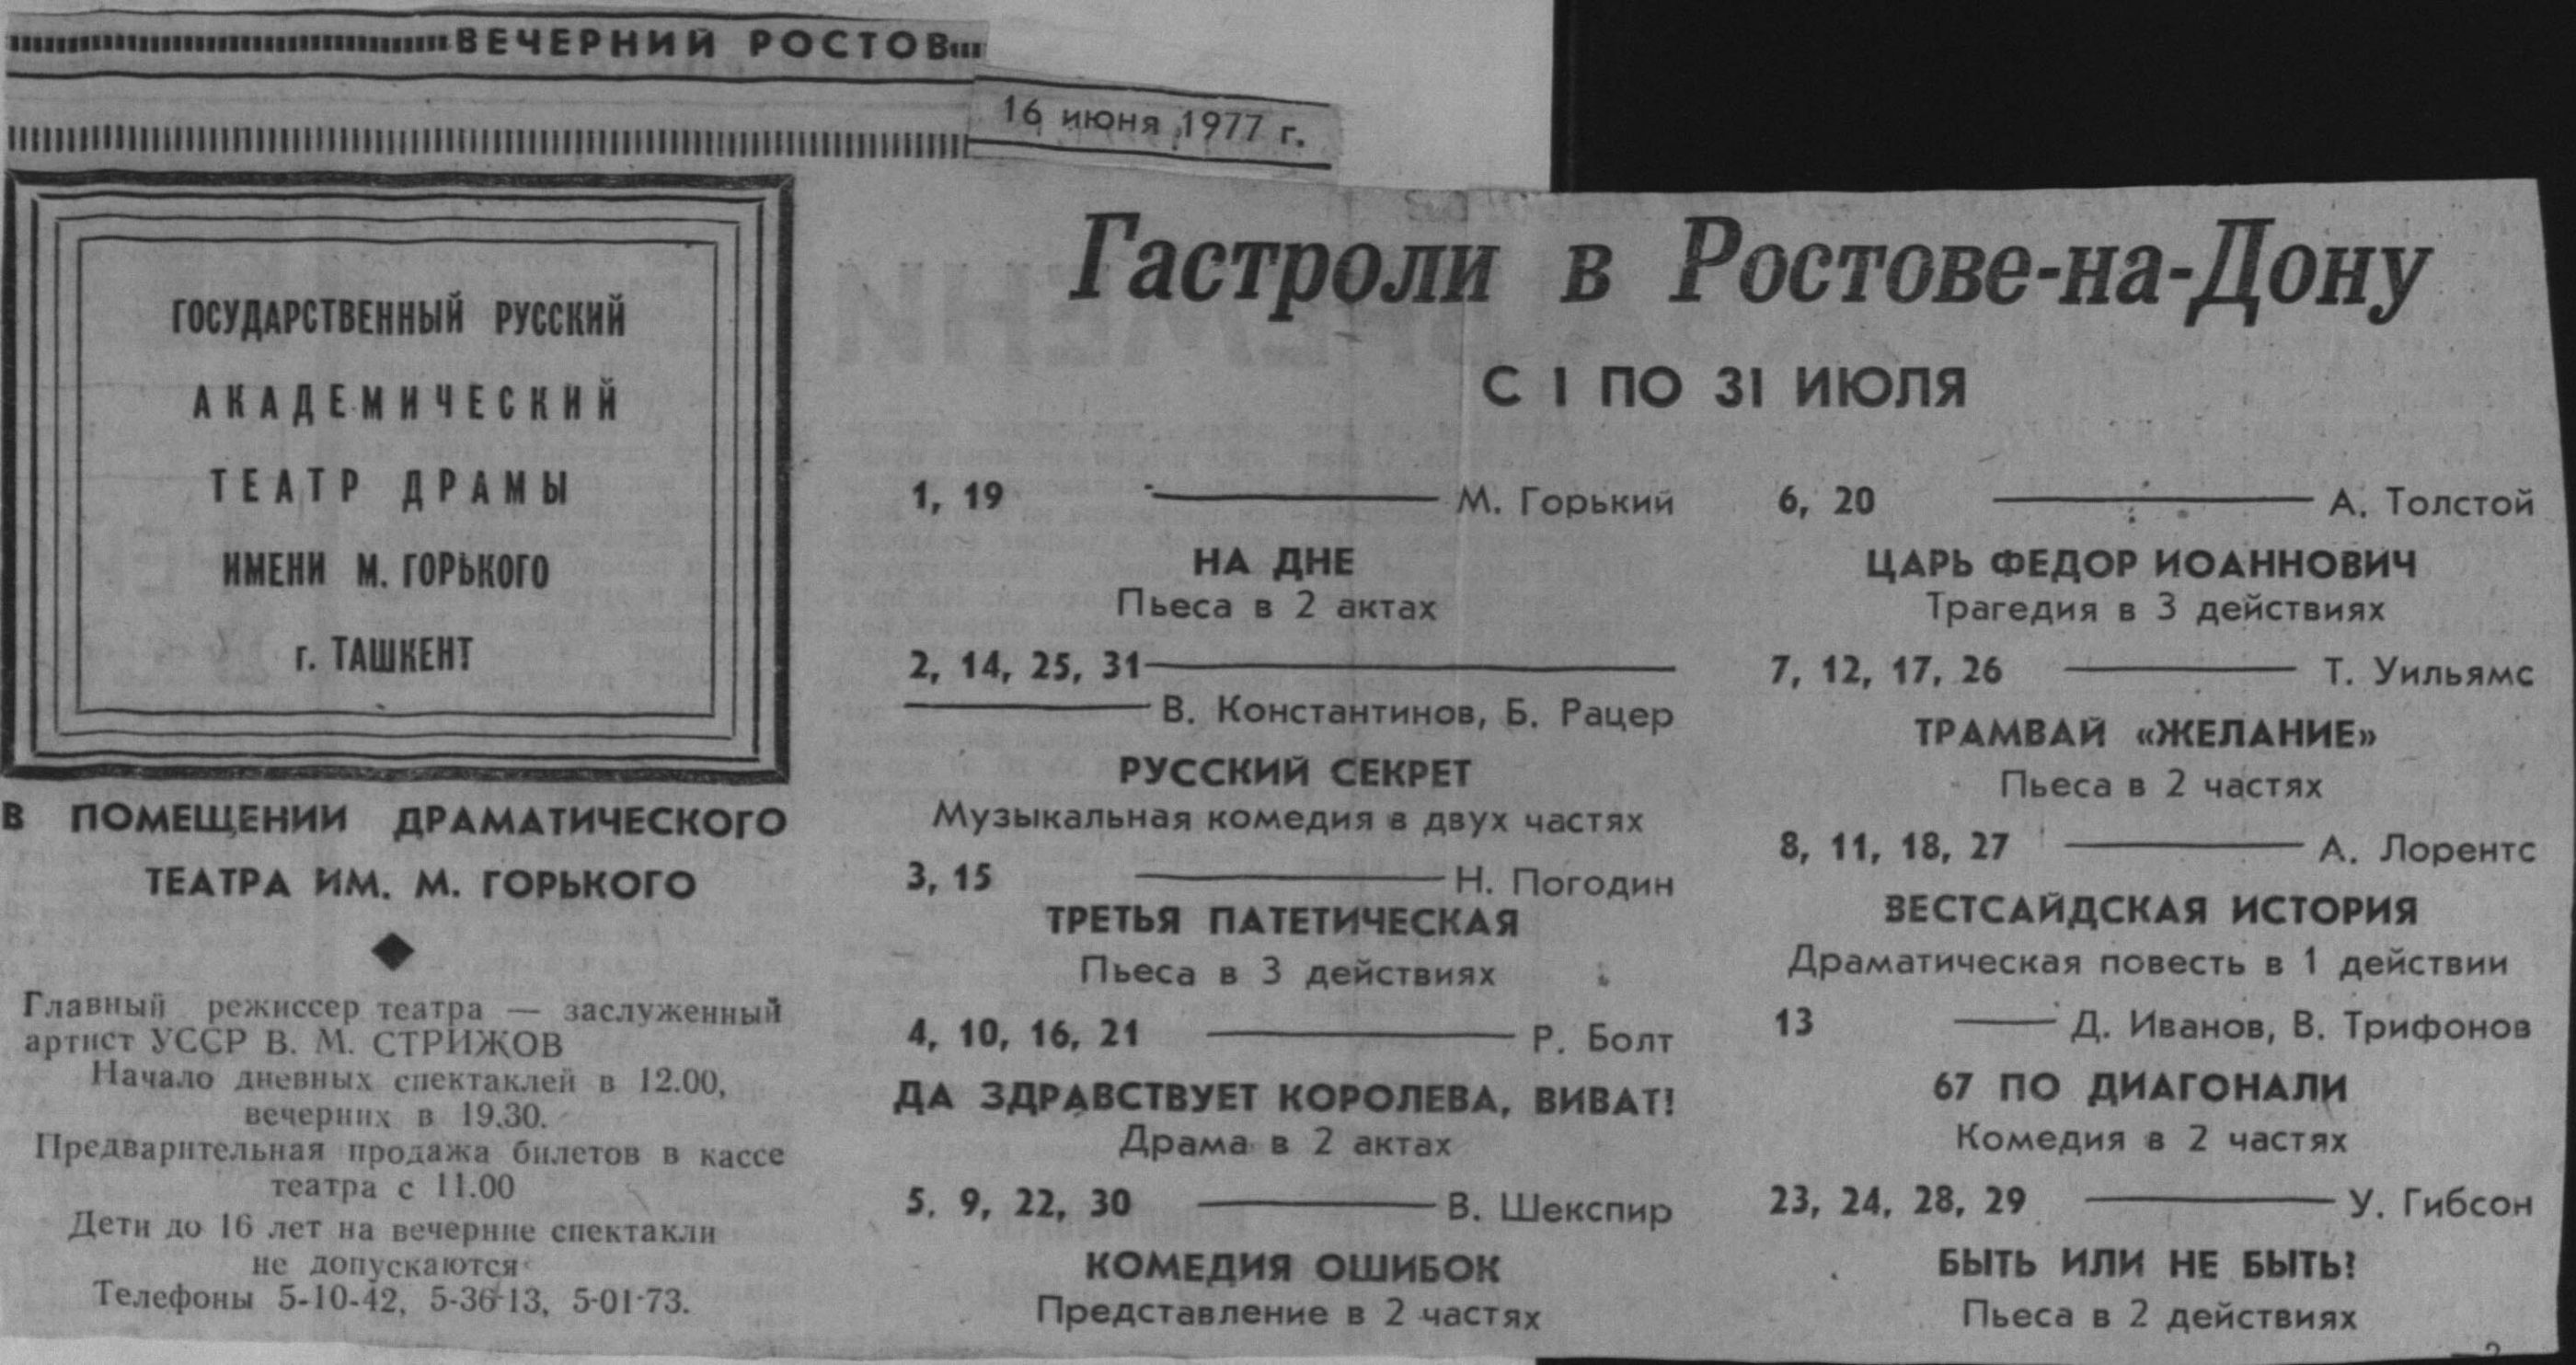 ВЕЧЕРНИЙ РОСТОВ
16 июня 1977 г.
ГОСУДАРСТВЕННЫЙ РУССКИЙ
АКАДЕМИЧЕСКИЙ
ТЕАТР ДРАМЫ
ИМЕНИ М. ГОРЬКОГО
г. ТАШКЕНТ
В ПОМЕЩЕНИИ ДРАМАТИЧЕСКОГО
ТЕАТРА ИМ. М. ГОРЬКОГО
Главный режиссер театра — заслуженный
артист УССР В. М. СТРИЖОВ
Начало дневных спектаклей в 12.00,
вечерних в 19.30.
Предварительная продажа билетов в кассе
театра с 11.00
Дети до 16 лет на вечерние спектакли
не допускаются
Телефоны 5-10-42, 5-36-13, 5-01-73.
Гастроли в Ростове-на-Дону
С 1 ПО 31 ИЮЛЯ
1, 19 — М. Горький
НА ДНЕ
Пьеса в 2 актах
2, 14, 25, 31 —
— В. Константинов, Б. Рацер
РУССКИЙ СЕКРЕТ
Музыкальная комедия в двух частях
3, 15 — Н. Погодин
ТРЕТЬЯ ПАТЕТИЧЕСКАЯ
Пьеса в 3 действиях
4, 10, 16, 21 — Р. Болт
ДА ЗДРАВСТВУЕТ КОРОЛЕВА, ВИВАТ!
Драма в 2 актах
5, 9, 22, 30 — В. Шекспир
КОМЕДИЯ ОШИБОК
Представление в 2 частях
6, 20 — А. Толстой
ЦАРЬ ФЕДОР ИОАННОВИЧ
Трагедия в 3 действиях
7, 12, 17, 26 — Т. Уильямс
ТРАМВАЙ «ЖЕЛАНИЕ»
Пьеса в 2 частях
8, 11, 18, 27 — А. Лорентс
ВЕСТСАЙДСКАЯ ИСТОРИЯ
Драматическая повесть в 1 действии
13 — Д. Иванов, В. Трифонов
67 ПО ДИАГОНАЛИ
Комедия в 2 частях
23, 24, 28, 29 — У. Гибсон
БЫТЬ ИЛИ НЕ БЫТЬ?
Пьеса в 2 действиях